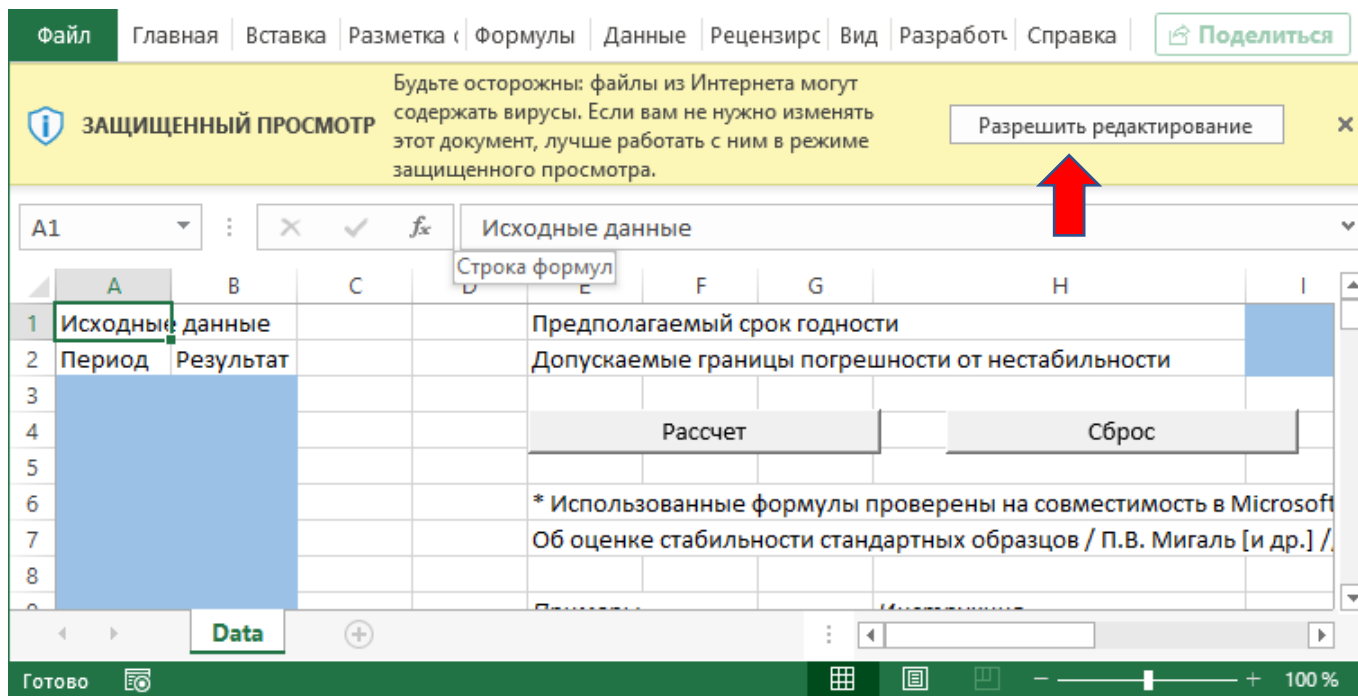 Файл Главная Вставка Разметка с Формулы Данные Рецензирс Вид Разработч Справка Поделиться
Будьте осторожны: файлы из Интернета могут
ЗАЩИЩЕННЫЙ ПРОСМОТР содержать вирусы. Если вам не нужно изменять Разрешить редактирование
этот документ, лучше работать с ним в режиме
защищенного просмотра.
A1 fx Исходные данные
Строка формул
A B C D E F G H I
1 Исходные данные Предполагаемый срок годности
2 Период Результат Допускаемые границы погрешности от нестабильности
3
4 Рассчет Сброс
5
6 * Использованные формулы проверены на совместимость в Microsoft
7 Об оценке стабильности стандартных образцов / П.В. Мигаль [и др.] /
8
Data
Готово 100 %